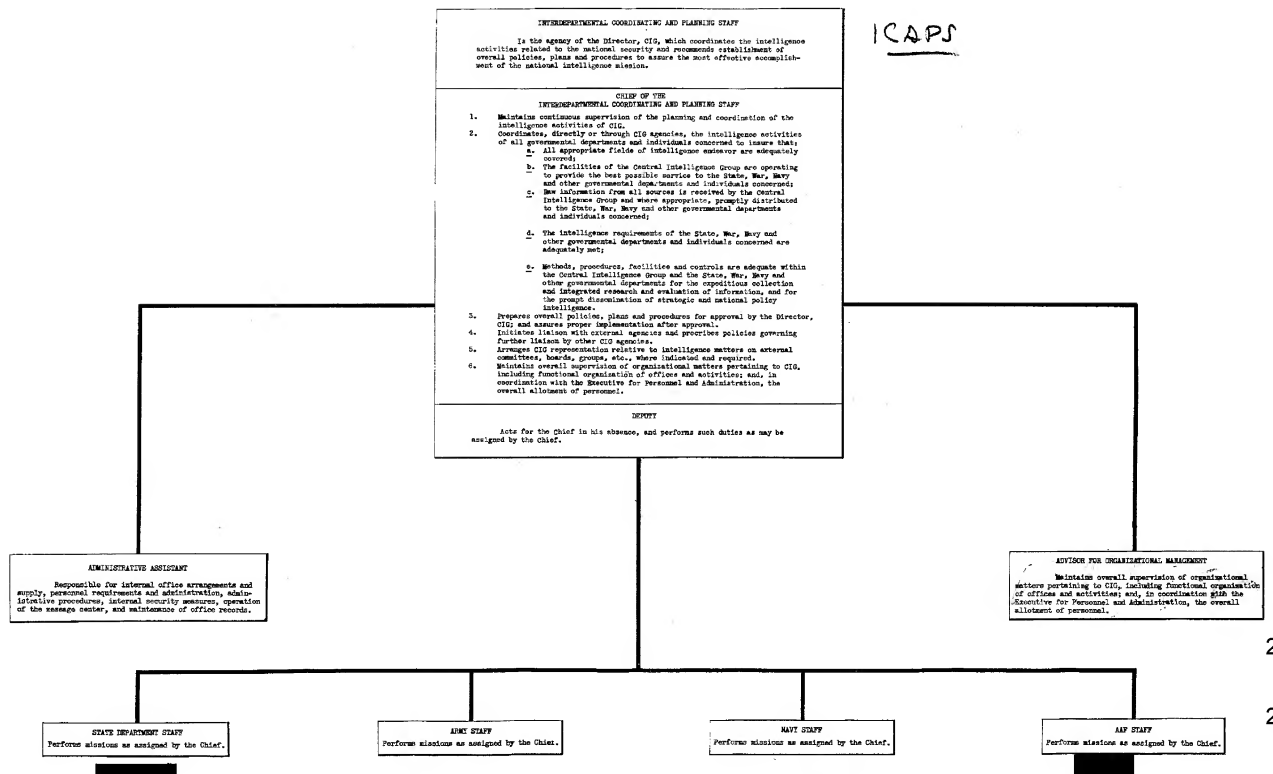 INTERDEPARTMENTAL COORDINATING AND PLANNING STAFF
Is the agency of the Director, CIG, which coordinates the intelligence
activities related to the national security and recommends establishment of
overall policies, plans and procedures to assure the most effective accomplish-
ment of the national intelligence mission.
ICAPS
CHIEF OF THE
INTERDEPARTMENTAL COORDINATING AND PLANNING STAFF
1. Maintains continuous supervision of the planning and coordination of the
intelligence activities of CIG.
2. Coordinates, directly or through CIG agencies, the intelligence activities
of all governmental departments and individuals concerned to insure that;
a. All appropriate fields of intelligence endeavor are adequately
covered;
b. The facilities of the Central Intelligence Group are operating
to provide the best possible service to the State, War, Navy
and other governmental departments and individuals concerned;
c. Raw information from all sources is received by the Central
Intelligence Group and where appropriate, promptly distributed
to the State, War, Navy and other governmental departments
and individuals concerned;
d. The intelligence requirements of the State, War, Navy and
other governmental departments and individuals concerned are
adequately met;
e. Methods, procedures, facilities and controls are adequate within
the Central Intelligence Group and the State, War, Navy and
other governmental departments for the expeditious collection
and integrated research and evaluation of information, and for
the prompt dissemination of strategic and national policy
intelligence.
3. Prepares overall policies, plans and procedures for approval by the Director,
CIG; and assures proper implementation after approval.
4. Initiates liaison with external agencies and prescribes policies governing
further liaison by other CIG agencies.
5. Arranges CIG representation relative to intelligence matters on external
committees, boards, groups, etc., where indicated and required.
6. Maintains overall supervision of organizational matters pertaining to CIG,
including functional organization of offices and activities; and, in
coordination with the Executive for Personnel and Administration, the
overall allotment of personnel.
DEPUTY
Acts for the Chief in his absence, and performs such duties as may be
assigned by the Chief.
ADMINISTRATIVE ASSISTANT
Responsible for internal office arrangements and
supply, personnel requirements and administration, admin-
istrative procedures, internal security measures, operation
of the message center, and maintenance of office records.
ADVISOR FOR ORGANIZATIONAL MANAGEMENT
Maintains overall supervision of organizational
matters pertaining to CIG, including functional organization
of offices and activities; and, in coordination with the
Executive for Personnel and Administration, the overall
allotment of personnel.
2
STATE DEPARTMENT STAFF
Performs missions as assigned by the Chief.
ARMY STAFF
Performs missions as assigned by the Chief.
NAVY STAFF
Performs missions as assigned by the Chief.
AAF STAFF
Performs missions as assigned by the Chief.
2